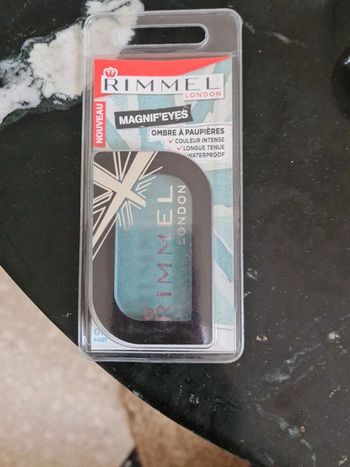 RIMMEL
LONDON
NOUVEAU
MAGNIF'EYES
OMBRE À PAUPIÈRES
COULEUR INTENSE
LONGUE TENUE
WATERPROOF
RIMMEL
LONDON